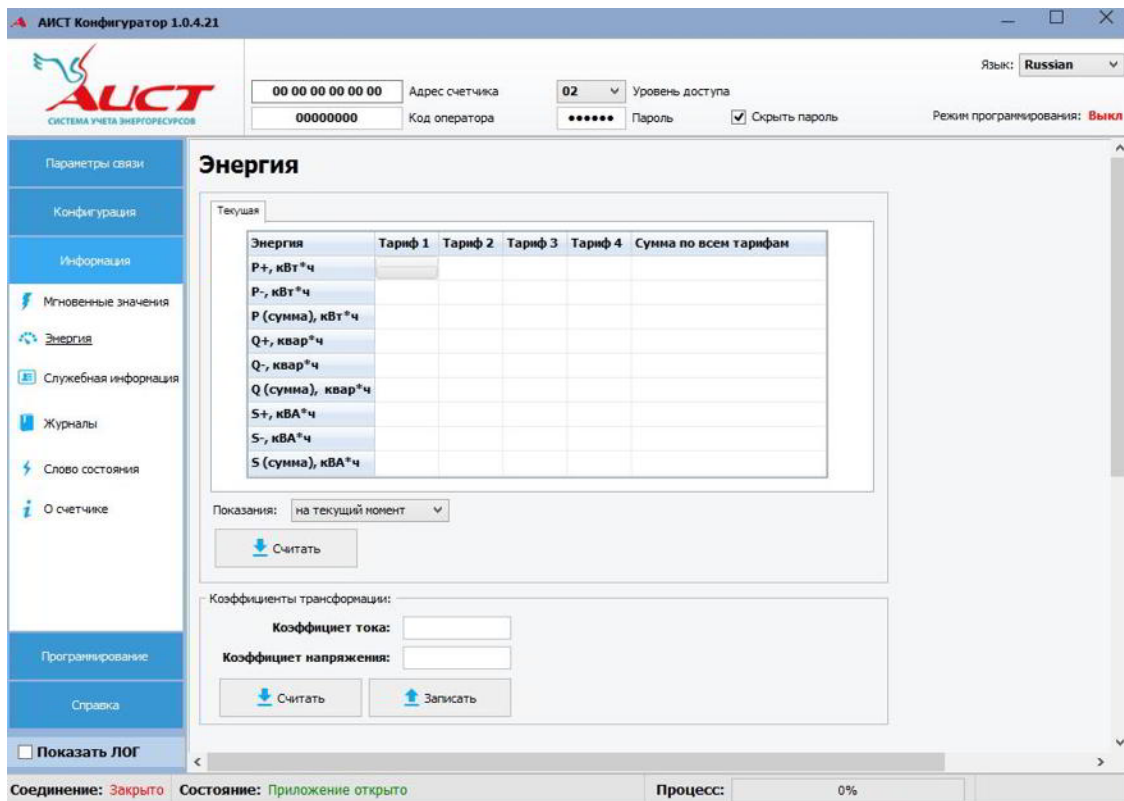 АИСТ Конфигуратор 1.0.4.21
Язык: Russian
АИСТ
СИСТЕМА УЧЕТА ЭНЕРГОРЕСУРСОВ
00 00 00 00 00 00 Адрес счетчика 02 Уровень доступа
00000000 Код оператора •••••• Пароль Скрыть пароль Режим программирования: Выкл
Параметры связи
Конфигурация
Информация
Мгновенные значения
Энергия
Служебная информация
Журналы
Слово состояния
О счетчике
Программирование
Справка
Показать ЛОГ
Энергия
Текущая
Энергия Тариф 1 Тариф 2 Тариф 3 Тариф 4 Сумма по всем тарифам
P+, кВт*ч
P-, кВт*ч
P (сумма), кВт*ч
Q+, квар*ч
Q-, квар*ч
Q (сумма), квар*ч
S+, кВА*ч
S-, кВА*ч
S (сумма), кВА*ч
Показания: на текущий момент
Считать
Коэффициенты трансформации:
Коэффициет тока:
Коэффициет напряжения:
Считать Записать
Соединение: Закрыто Состояние: Приложение открыто Процесс: 0%